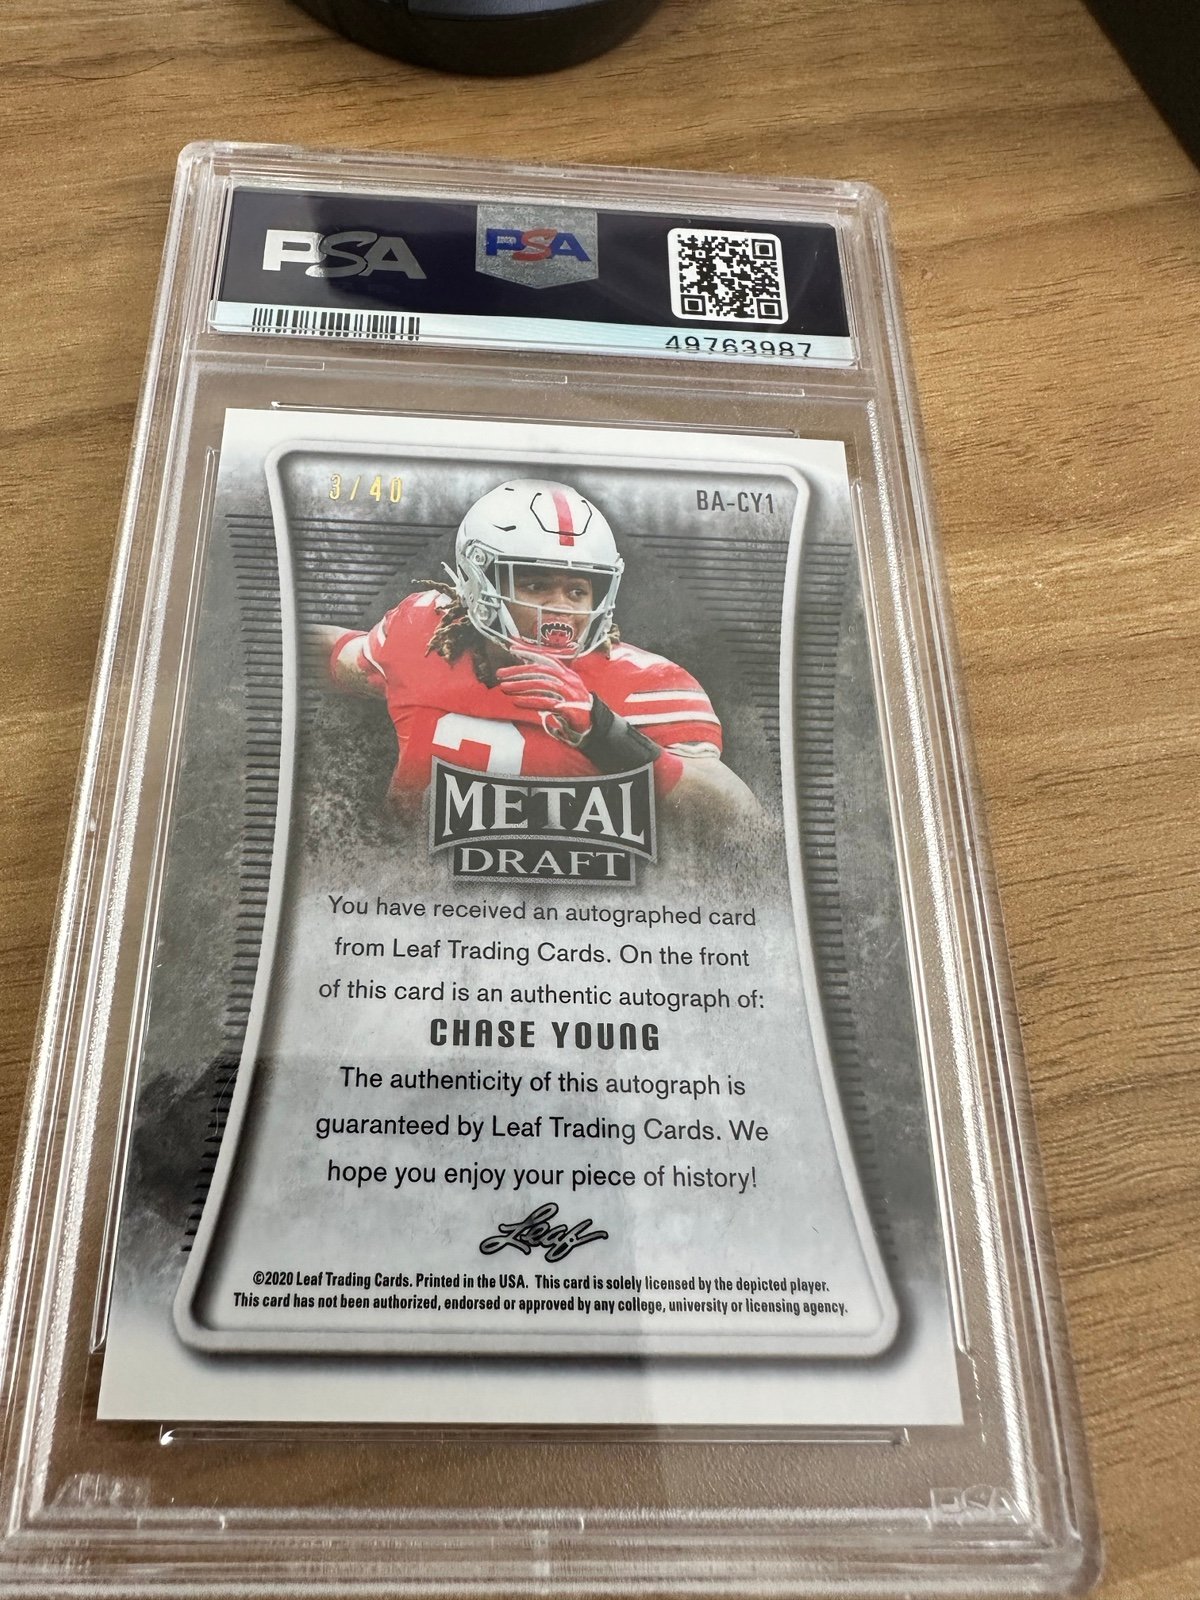 PSA
PSA
49763987
3/40
BA-CY1
2
METAL
DRAFT
You have received an autographed card
from Leaf Trading Cards. On the front
of this card is an authentic autograph of:
CHASE YOUNG
The authenticity of this autograph is
guaranteed by Leaf Trading Cards. We
hope you enjoy your piece of history!
Leaf
©2020 Leaf Trading Cards. Printed in the USA. This card is solely licensed by the depicted player.
This card has not been authorized, endorsed or approved by any college, university or licensing agency.
PSA